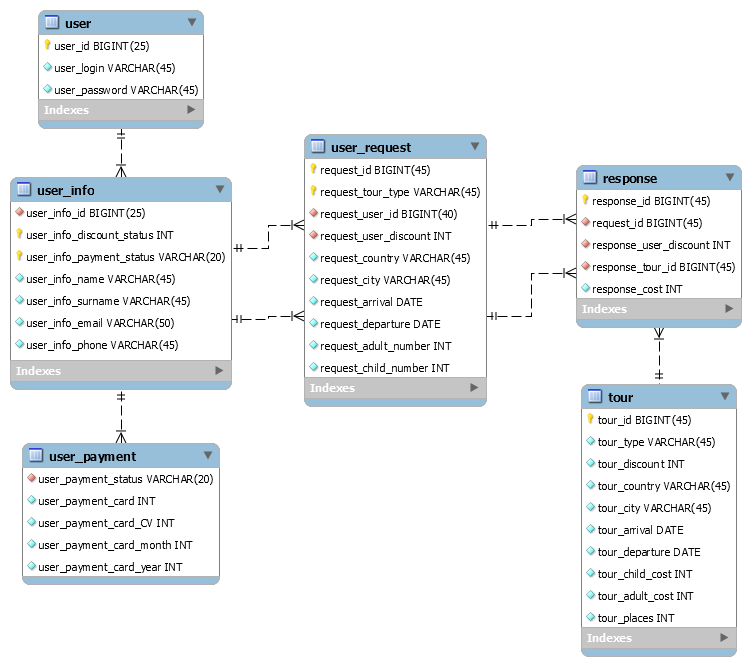 user
user_id BIGINT(25)
user_login VARCHAR(45)
user_password VARCHAR(45)
Indexes
user_info
user_info_id BIGINT(25)
user_info_discount_status INT
user_info_payment_status VARCHAR(20)
user_info_name VARCHAR(45)
user_info_surname VARCHAR(45)
user_info_email VARCHAR(50)
user_info_phone VARCHAR(45)
Indexes
user_payment
user_payment_status VARCHAR(20)
user_payment_card INT
user_payment_card_CV INT
user_payment_card_month INT
user_payment_card_year INT
user_request
request_id BIGINT(45)
request_tour_type VARCHAR(45)
request_user_id BIGINT(40)
request_user_discount INT
request_country VARCHAR(45)
request_city VARCHAR(45)
request_arrival DATE
request_departure DATE
request_adult_number INT
request_child_number INT
Indexes
response
response_id BIGINT(45)
request_id BIGINT(45)
response_user_discount INT
response_tour_id BIGINT(45)
response_cost INT
Indexes
tour
tour_id BIGINT(45)
tour_type VARCHAR(45)
tour_discount INT
tour_country VARCHAR(45)
tour_city VARCHAR(45)
tour_arrival DATE
tour_departure DATE
tour_child_cost INT
tour_adult_cost INT
tour_places INT
Indexes